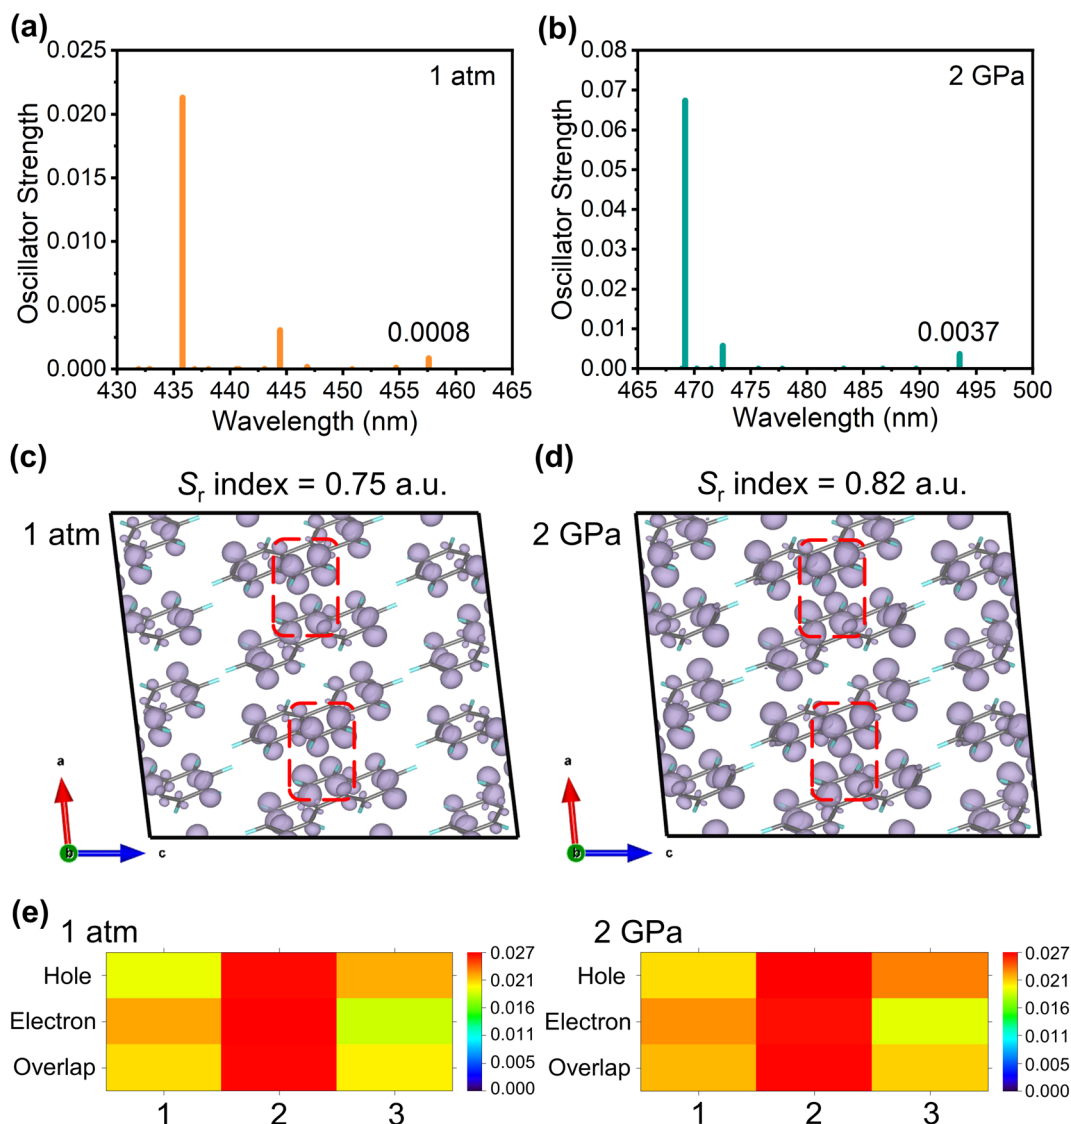 (a)
0.025
0.020
0.015
0.010
0.005
0.000
Oscillator Strength
1 atm
0.0008
430 435 440 445 450 455 460 465
Wavelength (nm)
(b)
0.08
0.07
0.06
0.05
0.04
0.03
0.02
0.01
0.00
Oscillator Strength
2 GPa
0.0037
465 470 475 480 485 490 495 500
Wavelength (nm)
(c)
Sr index = 0.75 a.u.
1 atm
a
b
c
(d)
Sr index = 0.82 a.u.
2 GPa
a
b
c
(e)
1 atm
Hole
Electron
Overlap
1 2 3
0.027
0.021
0.016
0.011
0.005
0.000
2 GPa
Hole
Electron
Overlap
1 2 3
0.027
0.021
0.016
0.011
0.005
0.000